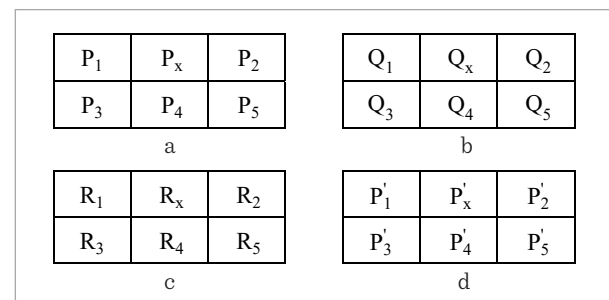 P₁ Pₓ P₂ Q₁ Qₓ Q₂
P₃ P₄ P₅ Q₃ Q₄ Q₅
a b
R₁ Rₓ R₂ P'₁ P'ₓ P'₂
R₃ R₄ R₅ P'₃ P'₄ P'₅
c d